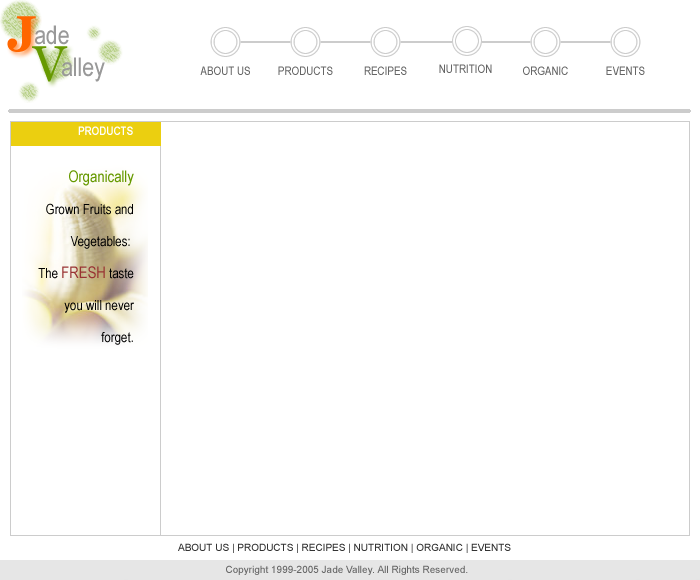 Jade
Valley
ABOUT US PRODUCTS RECIPES NUTRITION ORGANIC EVENTS
PRODUCTS
Organically
Grown Fruits and
Vegetables:
The FRESH taste
you will never
forget.
ABOUT US | PRODUCTS | RECIPES | NUTRITION | ORGANIC | EVENTS
Copyright 1999-2005 Jade Valley. All Rights Reserved.